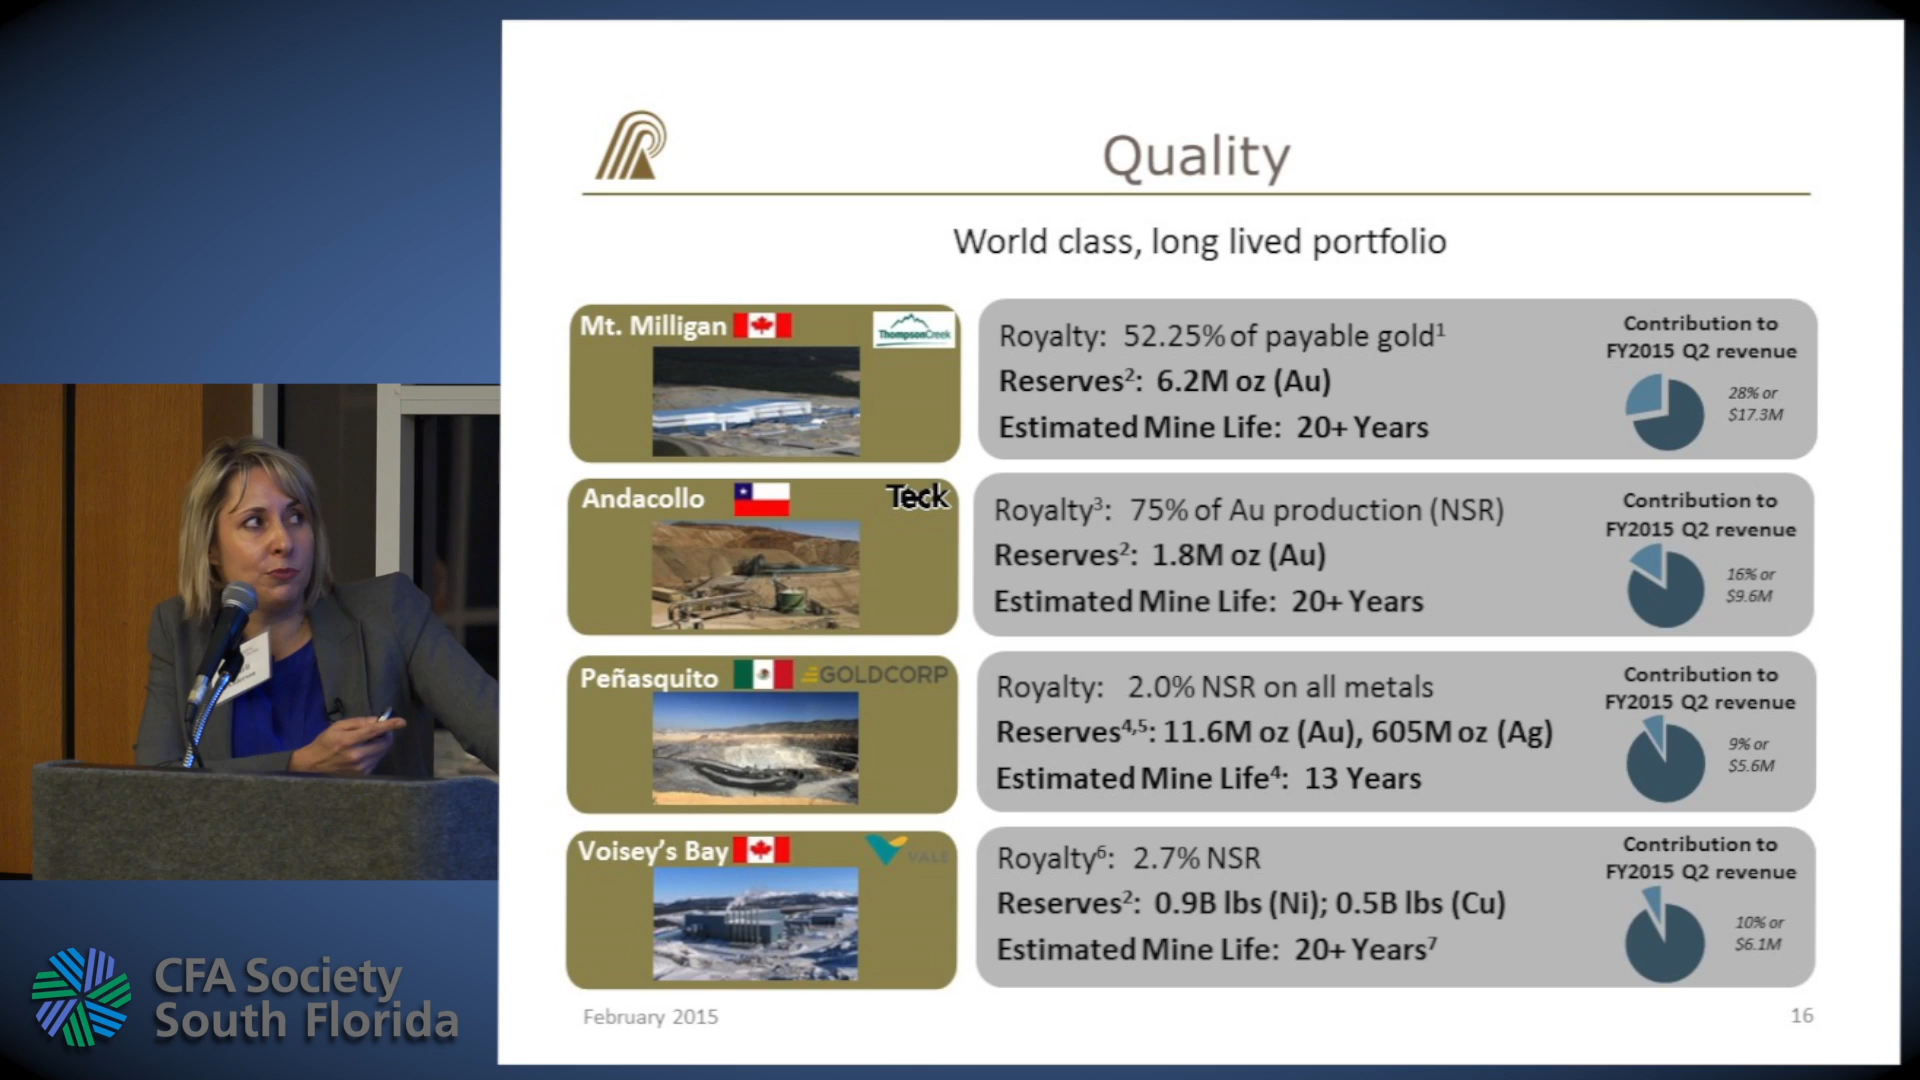 Quality
World class, long lived portfolio
Mt. Milligan
ThompsonCreek
Royalty: 52.25% of payable gold¹
Reserves²: 6.2M oz (Au)
Estimated Mine Life: 20+ Years
Contribution to
FY2015 Q2 revenue
28% or
$17.3M
Andacollo
Teck
Royalty³: 75% of Au production (NSR)
Reserves²: 1.8M oz (Au)
Estimated Mine Life: 20+ Years
Contribution to
FY2015 Q2 revenue
16% or
$9.6M
Peñasquito
GOLDCORP
Royalty: 2.0% NSR on all metals
Reserves⁴,⁵: 11.6M oz (Au), 605M oz (Ag)
Estimated Mine Life⁴: 13 Years
Contribution to
FY2015 Q2 revenue
9% or
$5.6M
Voisey's Bay
VALE
Royalty⁶: 2.7% NSR
Reserves²: 0.9B lbs (Ni); 0.5B lbs (Cu)
Estimated Mine Life: 20+ Years⁷
Contribution to
FY2015 Q2 revenue
10% or
$6.1M
February 2015
16
CFA Society
South Florida